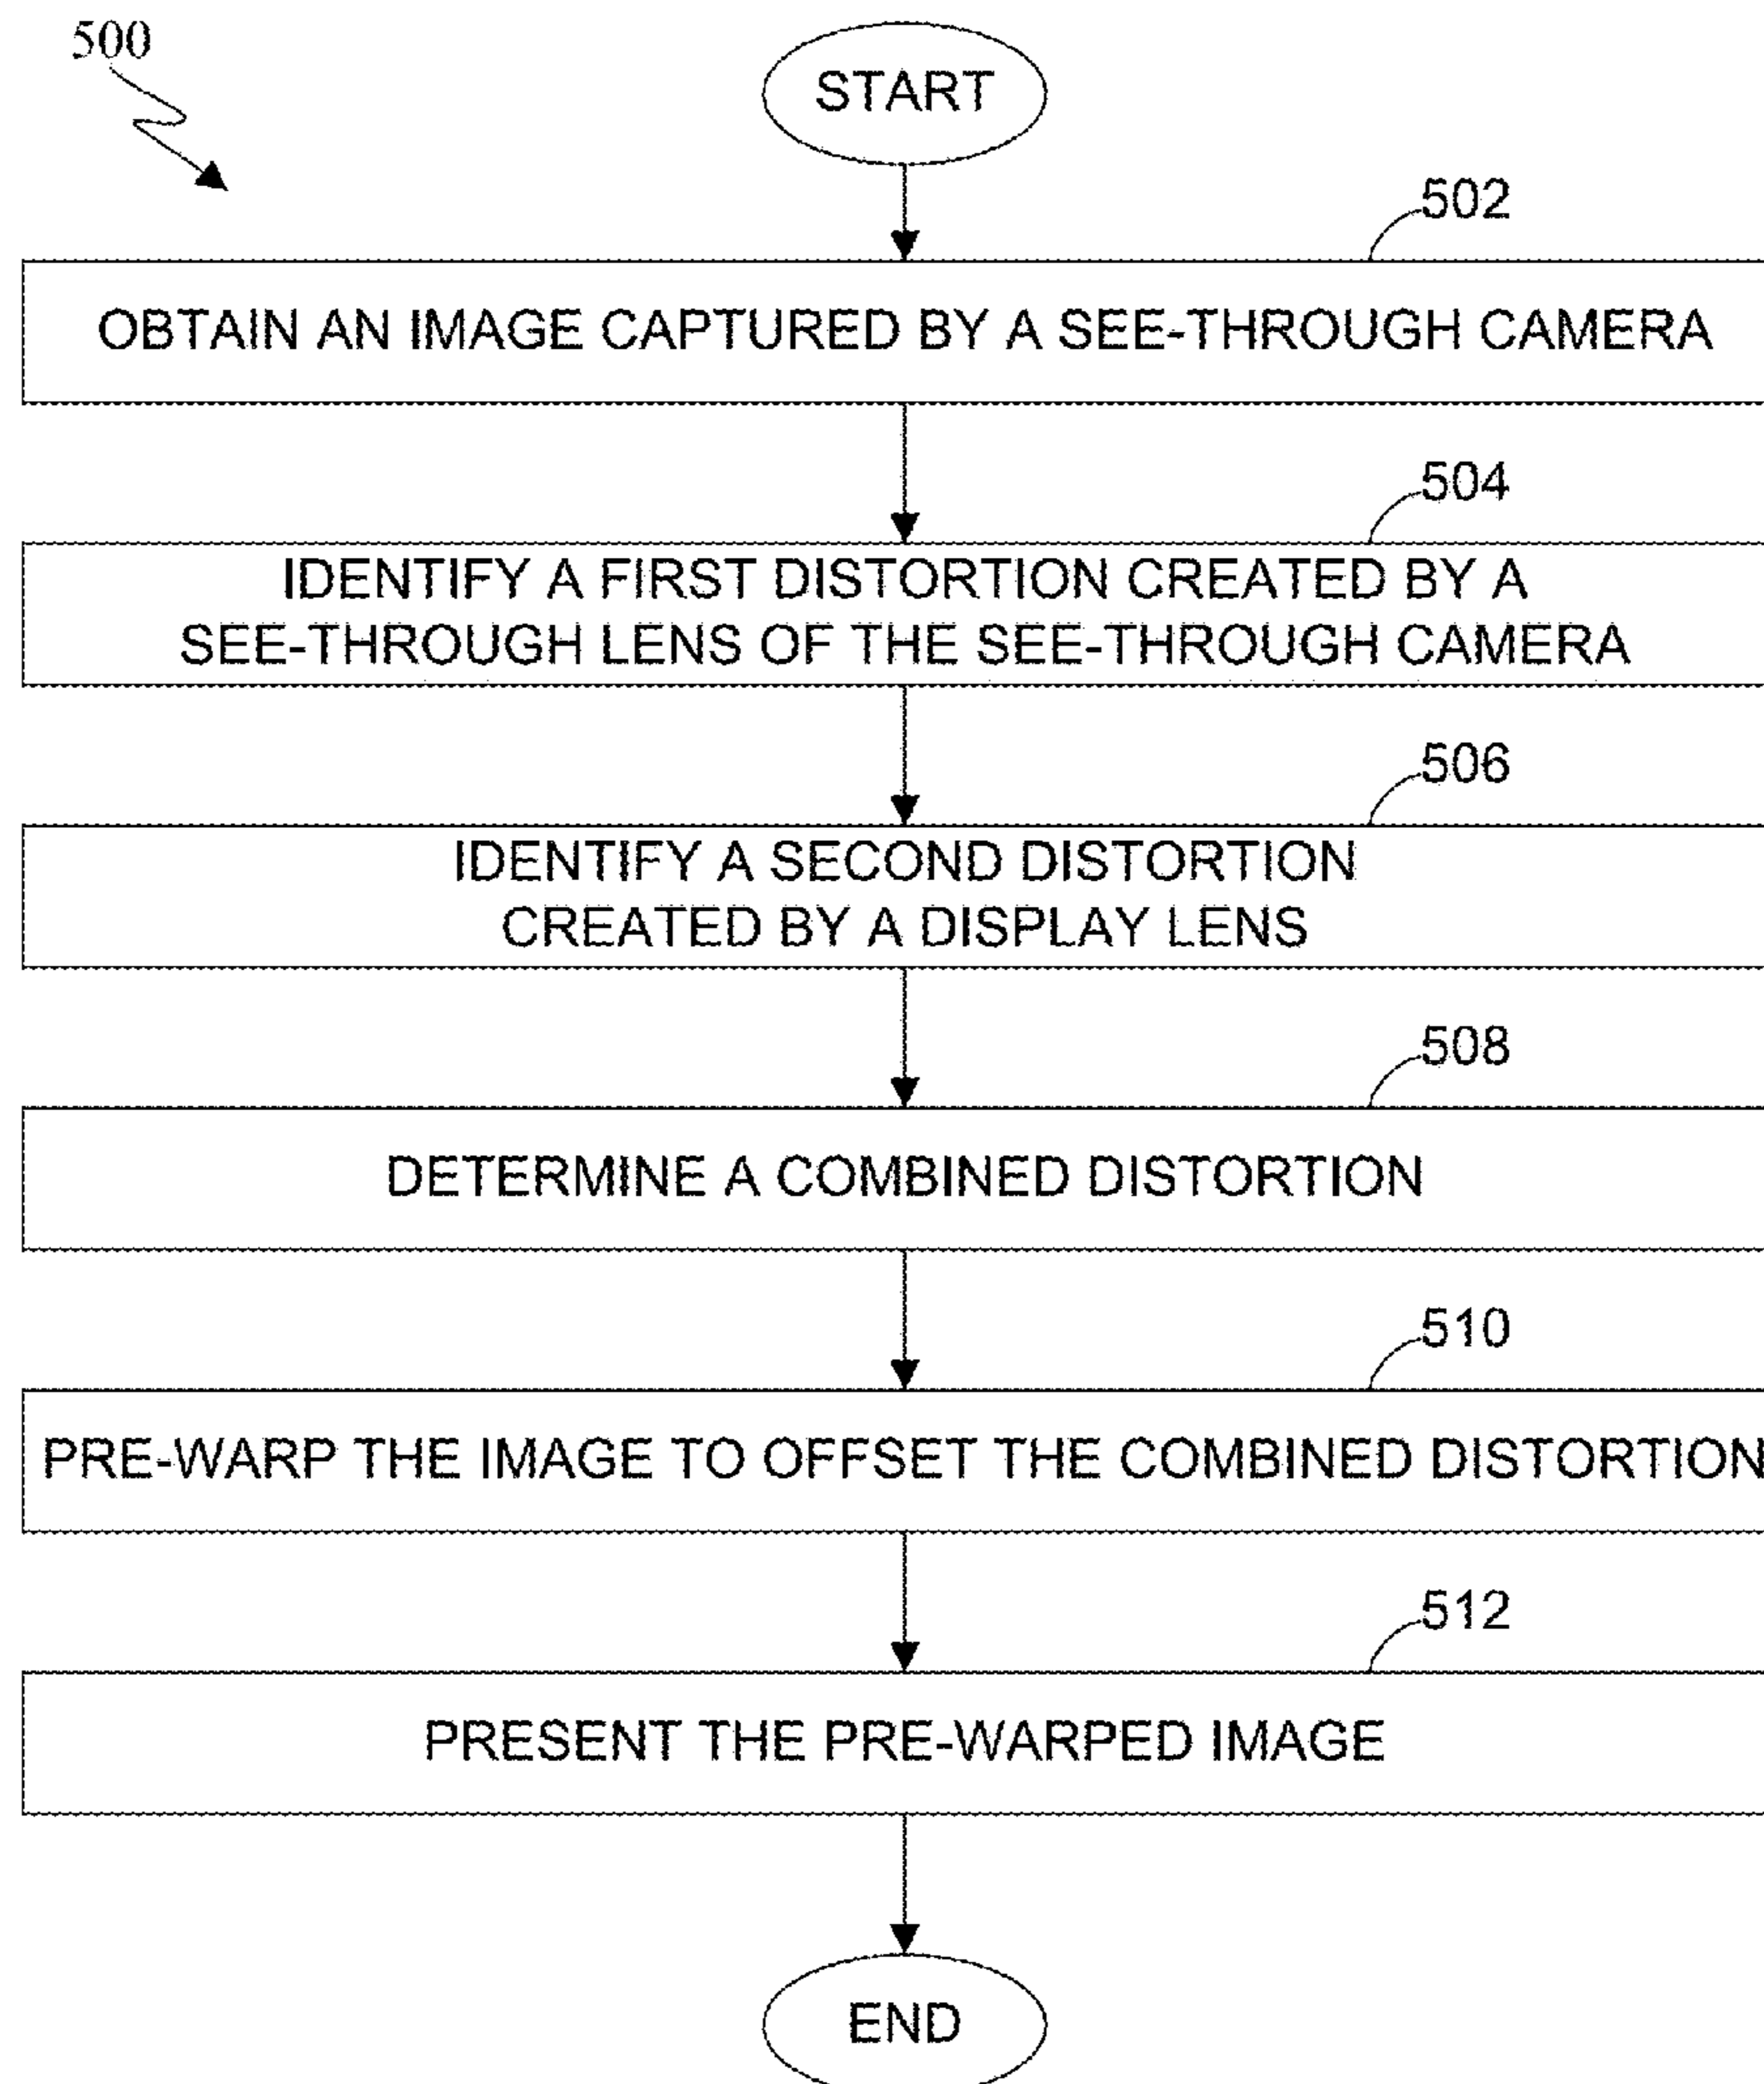 500
START
502
OBTAIN AN IMAGE CAPTURED BY A SEE-THROUGH CAMERA
504
IDENTIFY A FIRST DISTORTION CREATED BY A
SEE-THROUGH LENS OF THE SEE-THROUGH CAMERA
506
IDENTIFY A SECOND DISTORTION
CREATED BY A DISPLAY LENS
508
DETERMINE A COMBINED DISTORTION
510
PRE-WARP THE IMAGE TO OFFSET THE COMBINED DISTORTION
512
PRESENT THE PRE-WARPED IMAGE
END